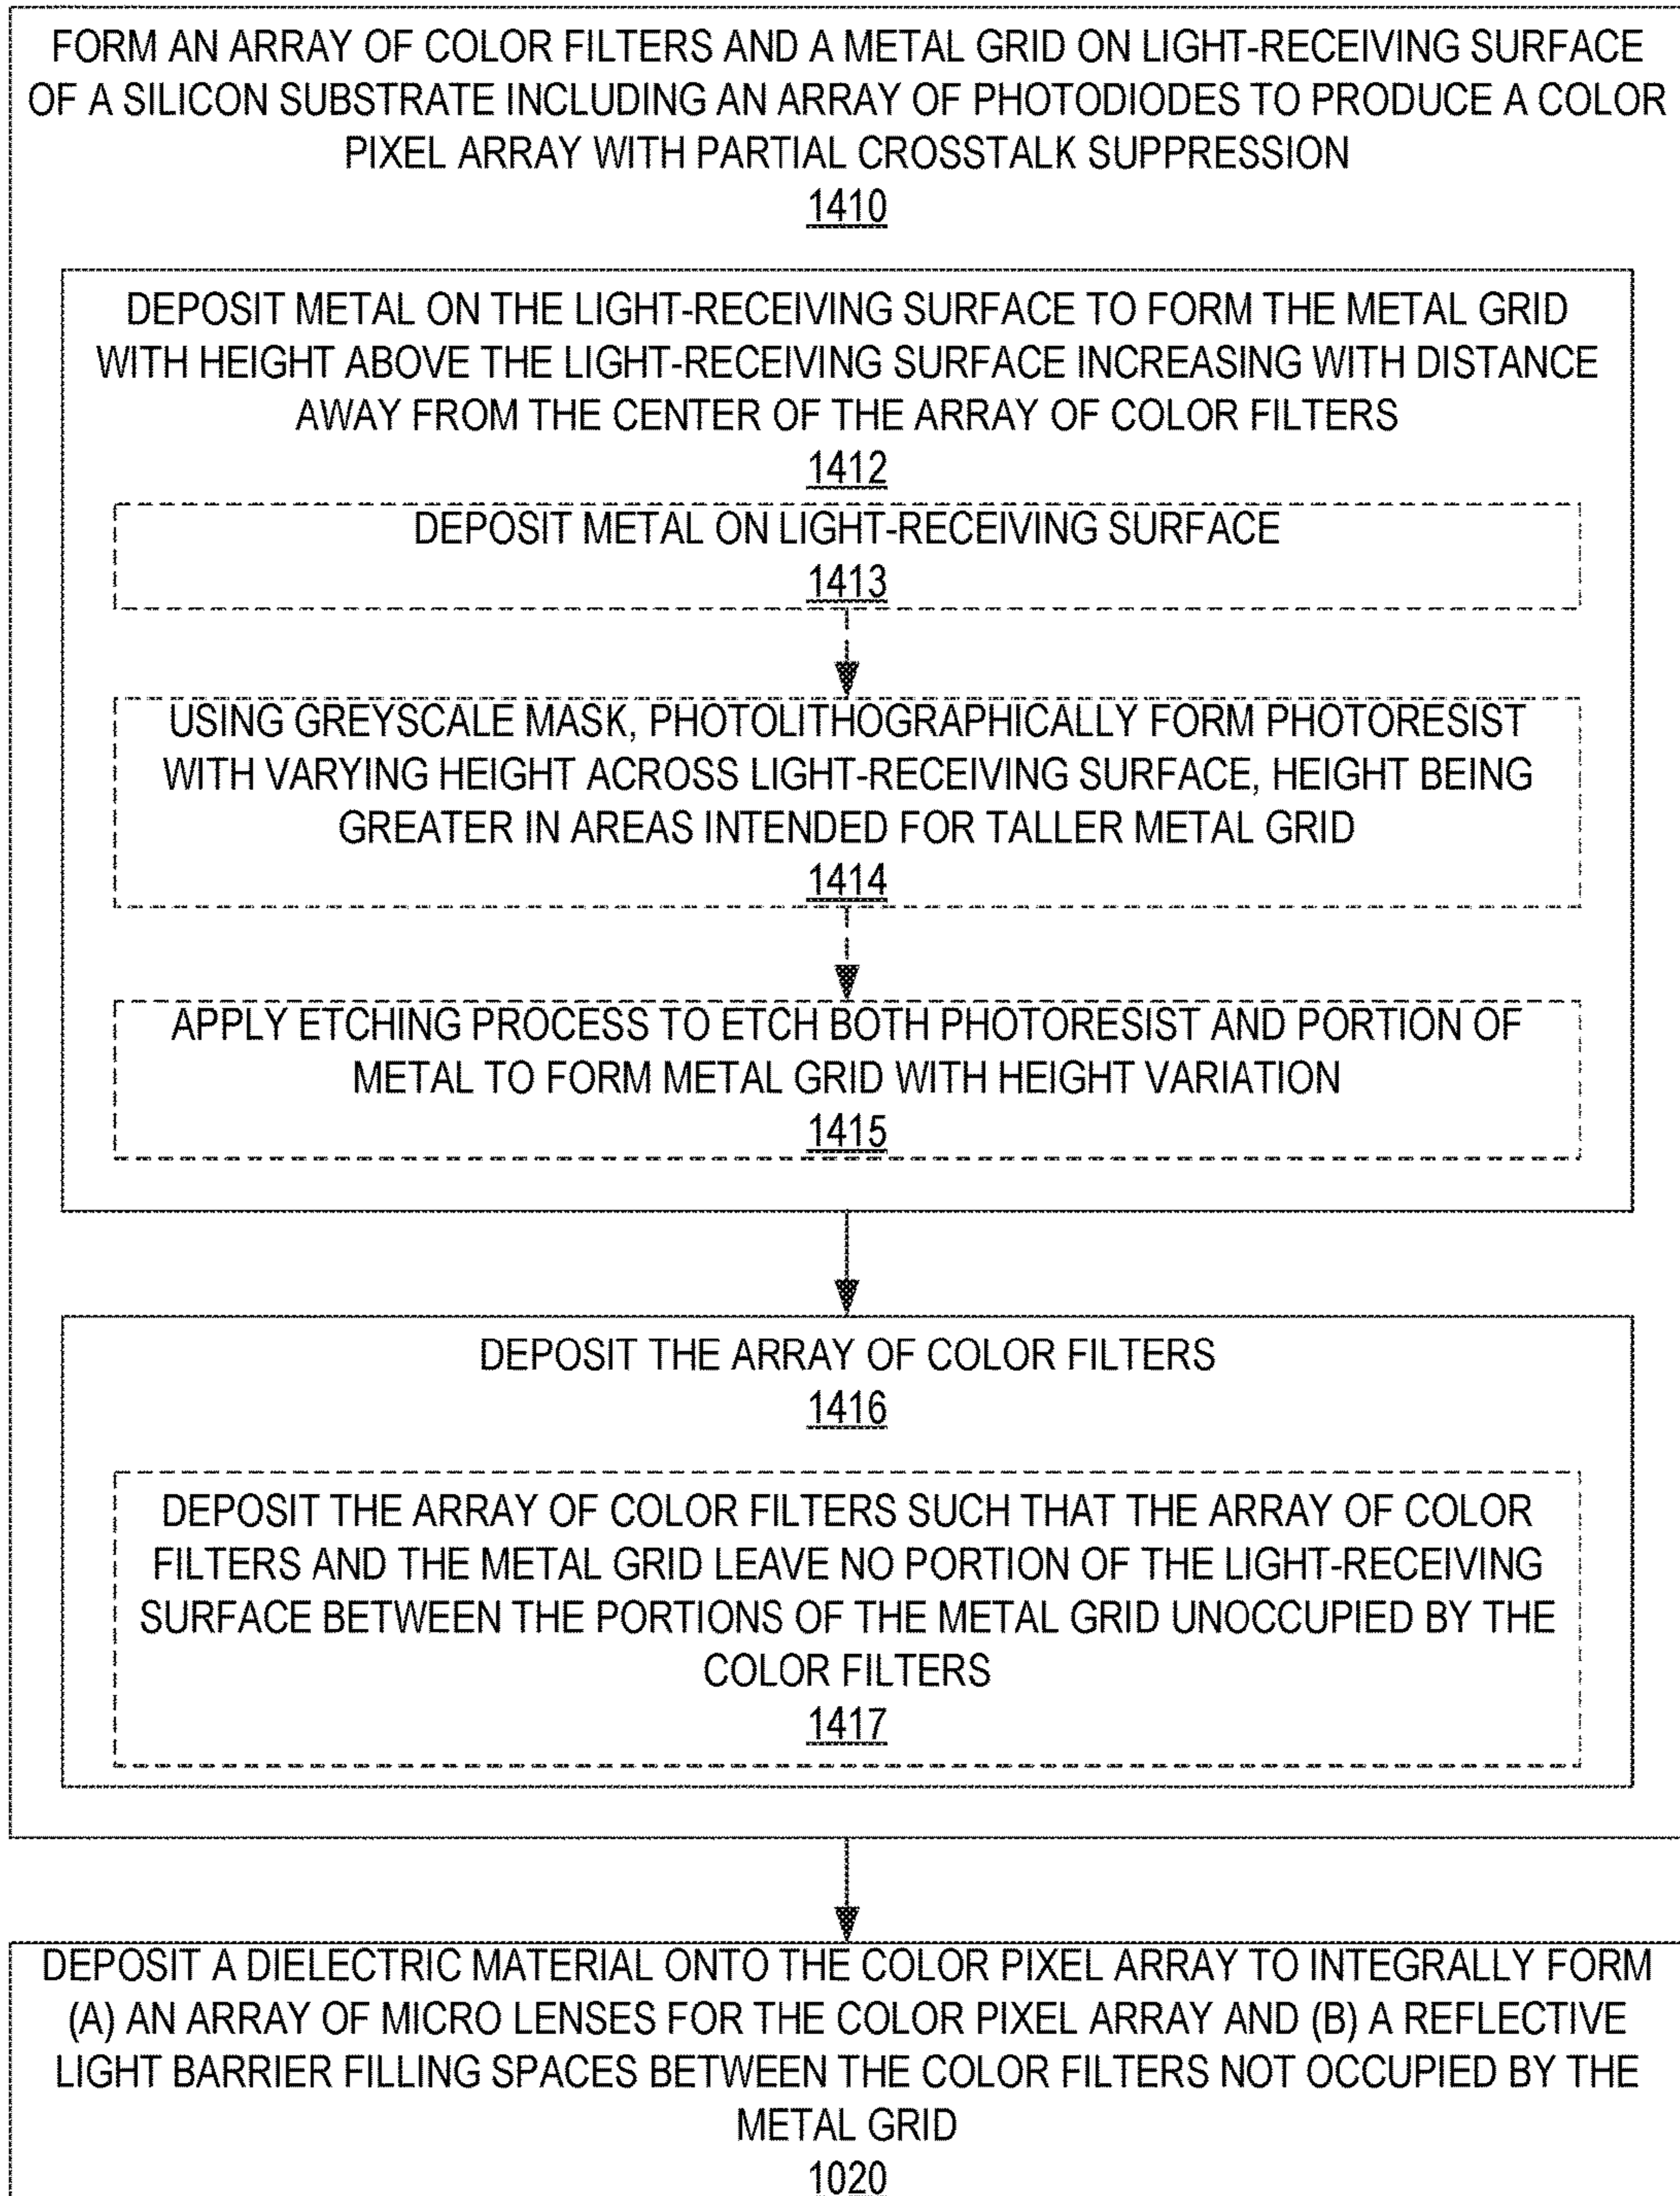 FORM AN ARRAY OF COLOR FILTERS AND A METAL GRID ON LIGHT-RECEIVING SURFACE
OF A SILICON SUBSTRATE INCLUDING AN ARRAY OF PHOTODIODES TO PRODUCE A COLOR
PIXEL ARRAY WITH PARTIAL CROSSTALK SUPPRESSION
1410
DEPOSIT METAL ON THE LIGHT-RECEIVING SURFACE TO FORM THE METAL GRID
WITH HEIGHT ABOVE THE LIGHT-RECEIVING SURFACE INCREASING WITH DISTANCE
AWAY FROM THE CENTER OF THE ARRAY OF COLOR FILTERS
1412
DEPOSIT METAL ON LIGHT-RECEIVING SURFACE
1413
USING GREYSCALE MASK, PHOTOLITHOGRAPHICALLY FORM PHOTORESIST
WITH VARYING HEIGHT ACROSS LIGHT-RECEIVING SURFACE, HEIGHT BEING
GREATER IN AREAS INTENDED FOR TALLER METAL GRID
1414
APPLY ETCHING PROCESS TO ETCH BOTH PHOTORESIST AND PORTION OF
METAL TO FORM METAL GRID WITH HEIGHT VARIATION
1415
DEPOSIT THE ARRAY OF COLOR FILTERS
1416
DEPOSIT THE ARRAY OF COLOR FILTERS SUCH THAT THE ARRAY OF COLOR
FILTERS AND THE METAL GRID LEAVE NO PORTION OF THE LIGHT-RECEIVING
SURFACE BETWEEN THE PORTIONS OF THE METAL GRID UNOCCUPIED BY THE
COLOR FILTERS
1417
DEPOSIT A DIELECTRIC MATERIAL ONTO THE COLOR PIXEL ARRAY TO INTEGRALLY FORM
(A) AN ARRAY OF MICRO LENSES FOR THE COLOR PIXEL ARRAY AND (B) A REFLECTIVE
LIGHT BARRIER FILLING SPACES BETWEEN THE COLOR FILTERS NOT OCCUPIED BY THE
METAL GRID
1020